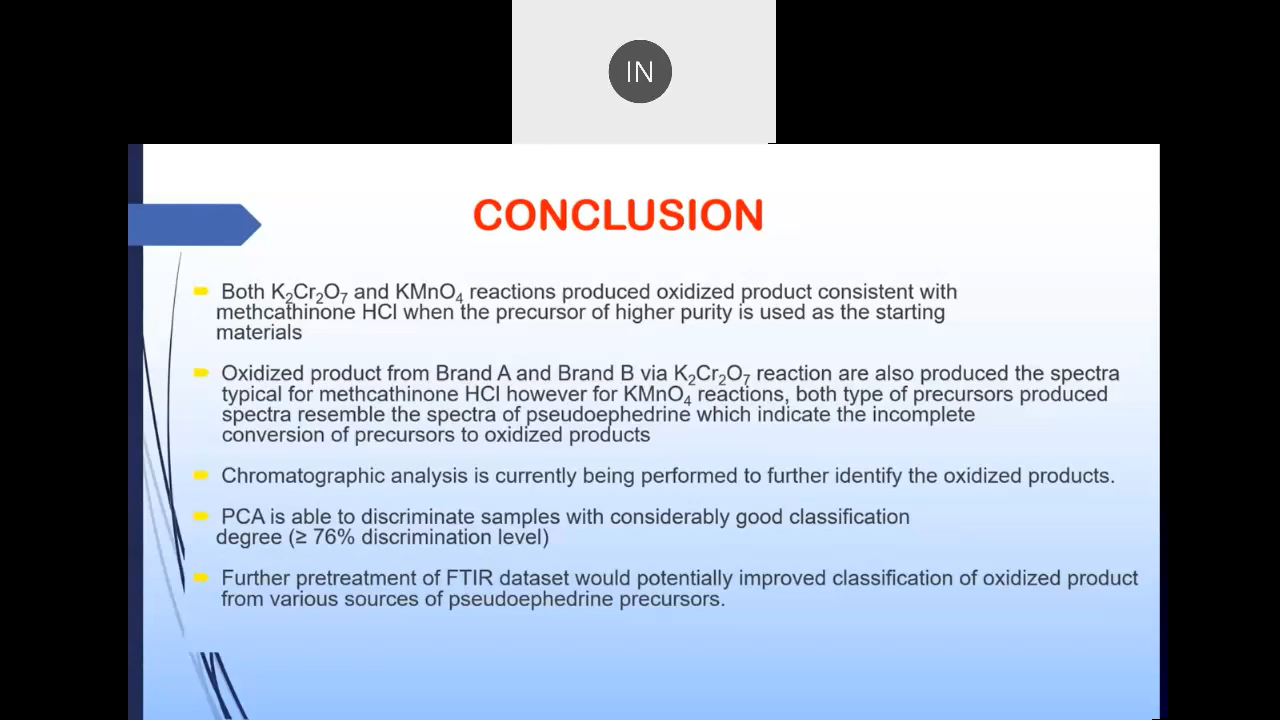 IN
CONCLUSION
Both K₂Cr₂O₇ and KMnO₄ reactions produced oxidized product consistent with
methcathinone HCl when the precursor of higher purity is used as the starting
materials
Oxidized product from Brand A and Brand B via K₂Cr₂O₇ reaction are also produced the spectra
typical for methcathinone HCl however for KMnO₄ reactions, both type of precursors produced
spectra resemble the spectra of pseudoephedrine which indicate the incomplete
conversion of precursors to oxidized products
Chromatographic analysis is currently being performed to further identify the oxidized products.
PCA is able to discriminate samples with considerably good classification
degree (≥ 76% discrimination level)
Further pretreatment of FTIR dataset would potentially improved classification of oxidized product
from various sources of pseudoephedrine precursors.